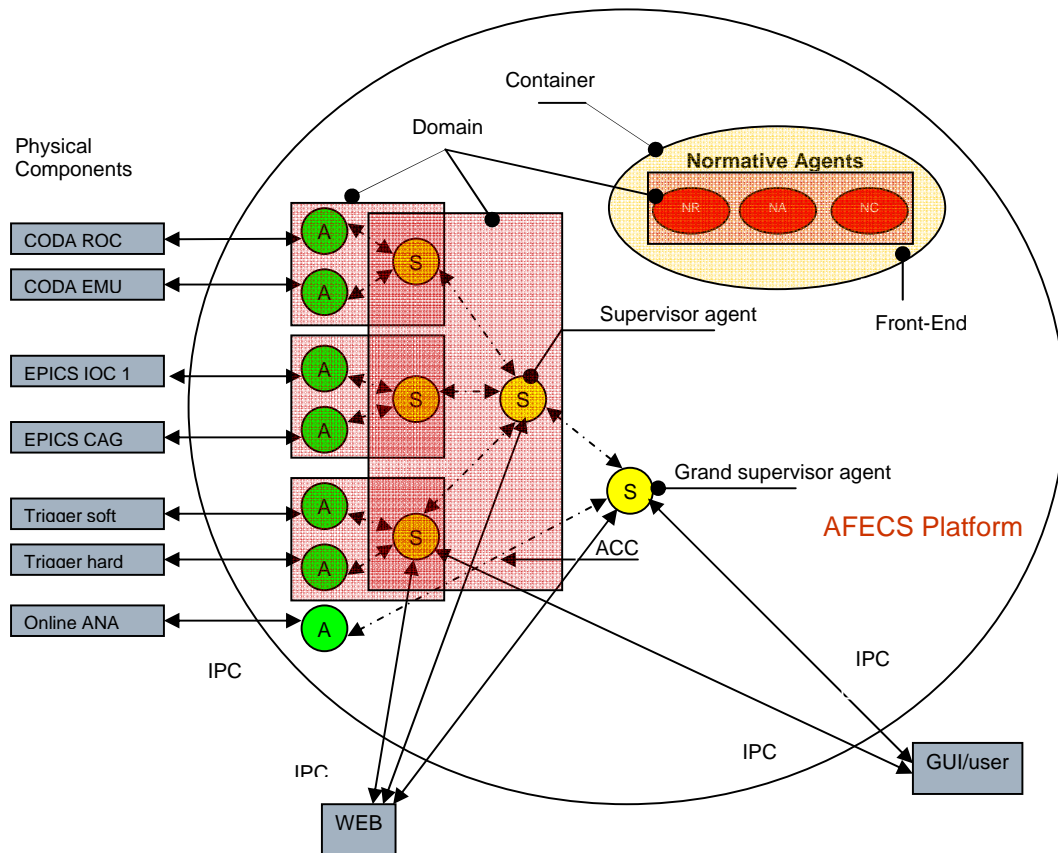 Container
Domain
Physical
Components
Normative Agents
NR NA NC
CODA ROC
A
S
CODA EMU
A
Supervisor agent
Front-End
EPICS IOC 1
A
S
S
EPICS CAG
A
Grand supervisor agent
S
Trigger soft
A
AFECS Platform
S
ACC
Trigger hard
A
Online ANA
A
IPC
IPC
IPC
IPC
GUI/user
WEB